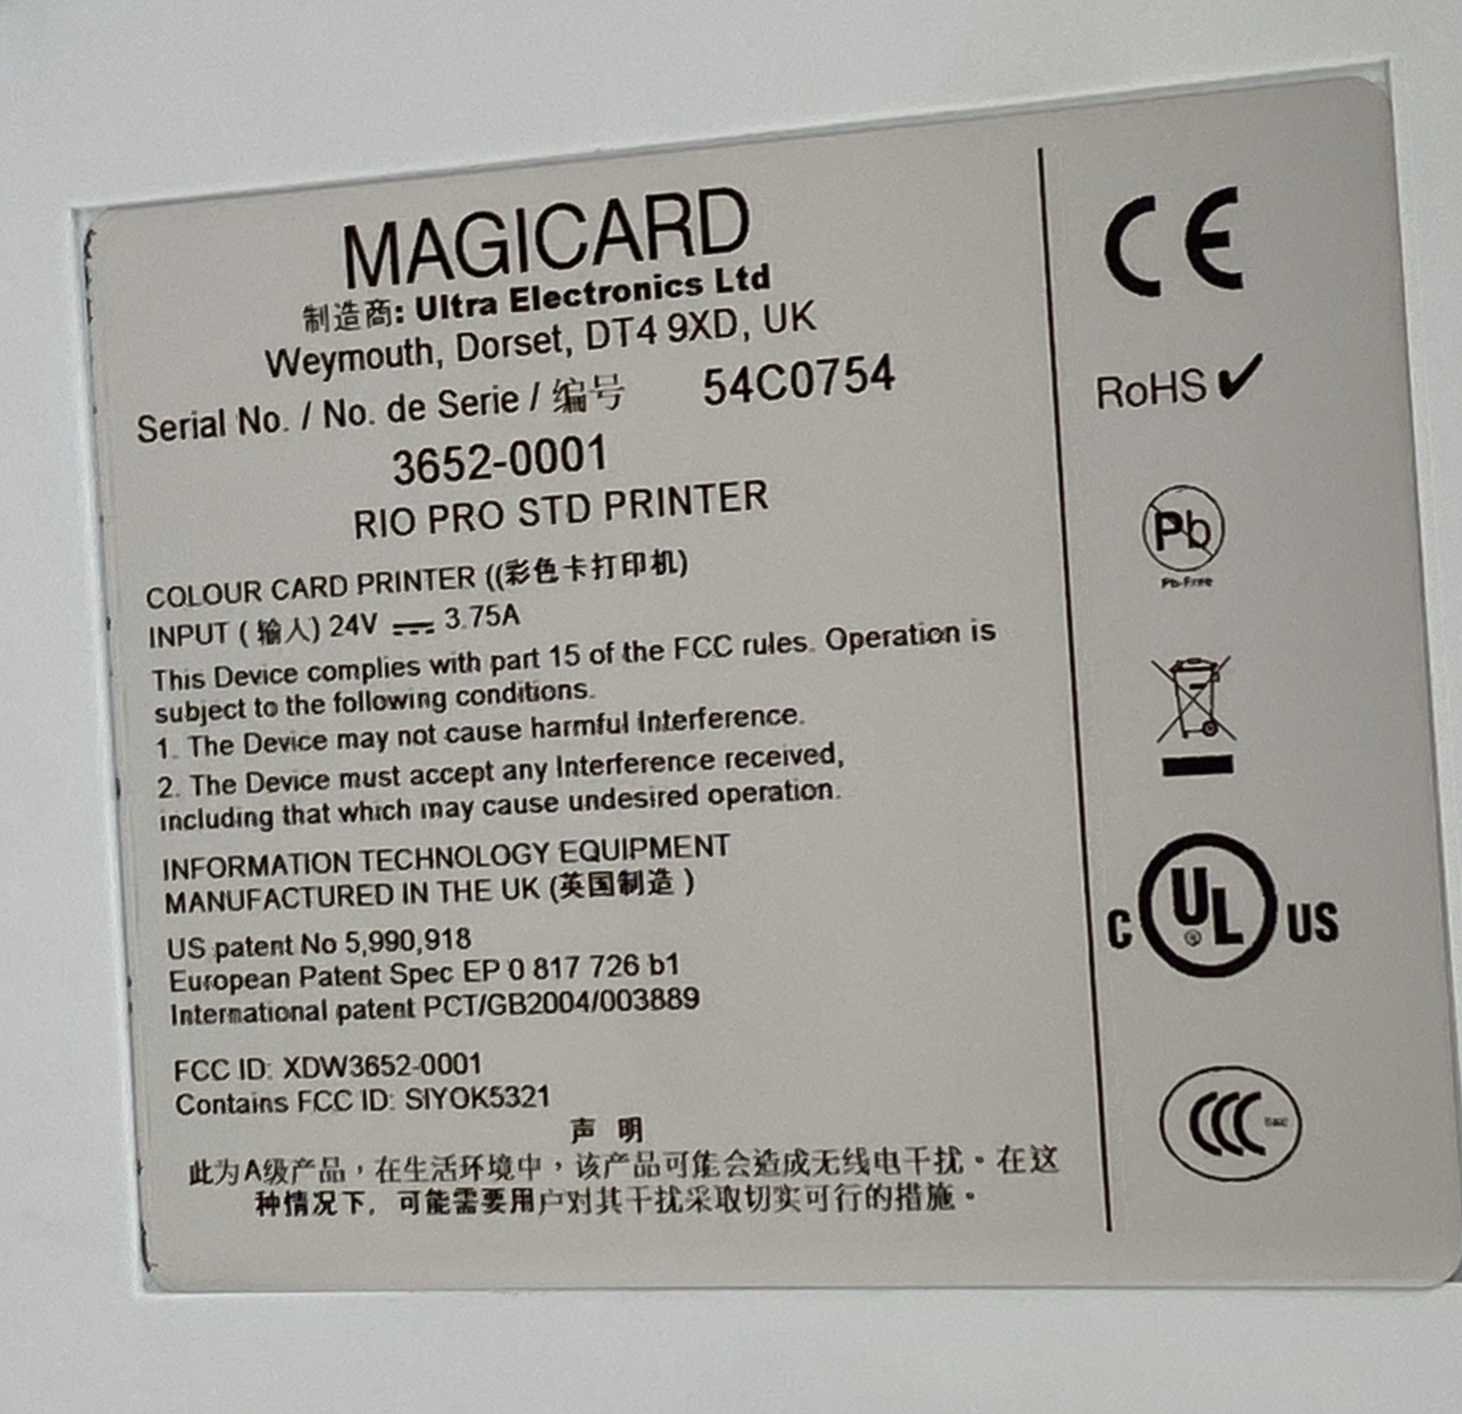 MAGICARD
制造商: Ultra Electronics Ltd
Weymouth, Dorset, DT4 9XD, UK
Serial No. / No. de Serie / 编号 54C0754
3652-0001
RIO PRO STD PRINTER
COLOUR CARD PRINTER ((彩色卡打印机)
INPUT ( 输人) 24V 3.75A
This Device complies with part 15 of the FCC rules. Operation is
subject to the following conditions.
1. The Device may not cause harmful Interference.
2. The Device must accept any Interference received,
including that which may cause undesired operation.
INFORMATION TECHNOLOGY EQUIPMENT
MANUFACTURED IN THE UK (英国制造 )
US patent No 5,990,918
European Patent Spec EP 0 817 726 b1
International patent PCT/GB2004/003889
FCC ID: XDW3652-0001
Contains FCC ID: SIYOK5321
声 明
此为A级产品，在生活环境中，该产品可能会造成无线电干扰。在这
种情况下, 可能需要用户对其干扰采取切实可行的措施。
CE
RoHS ✓
Pb
Pb-Free
C UL ® US
CCC